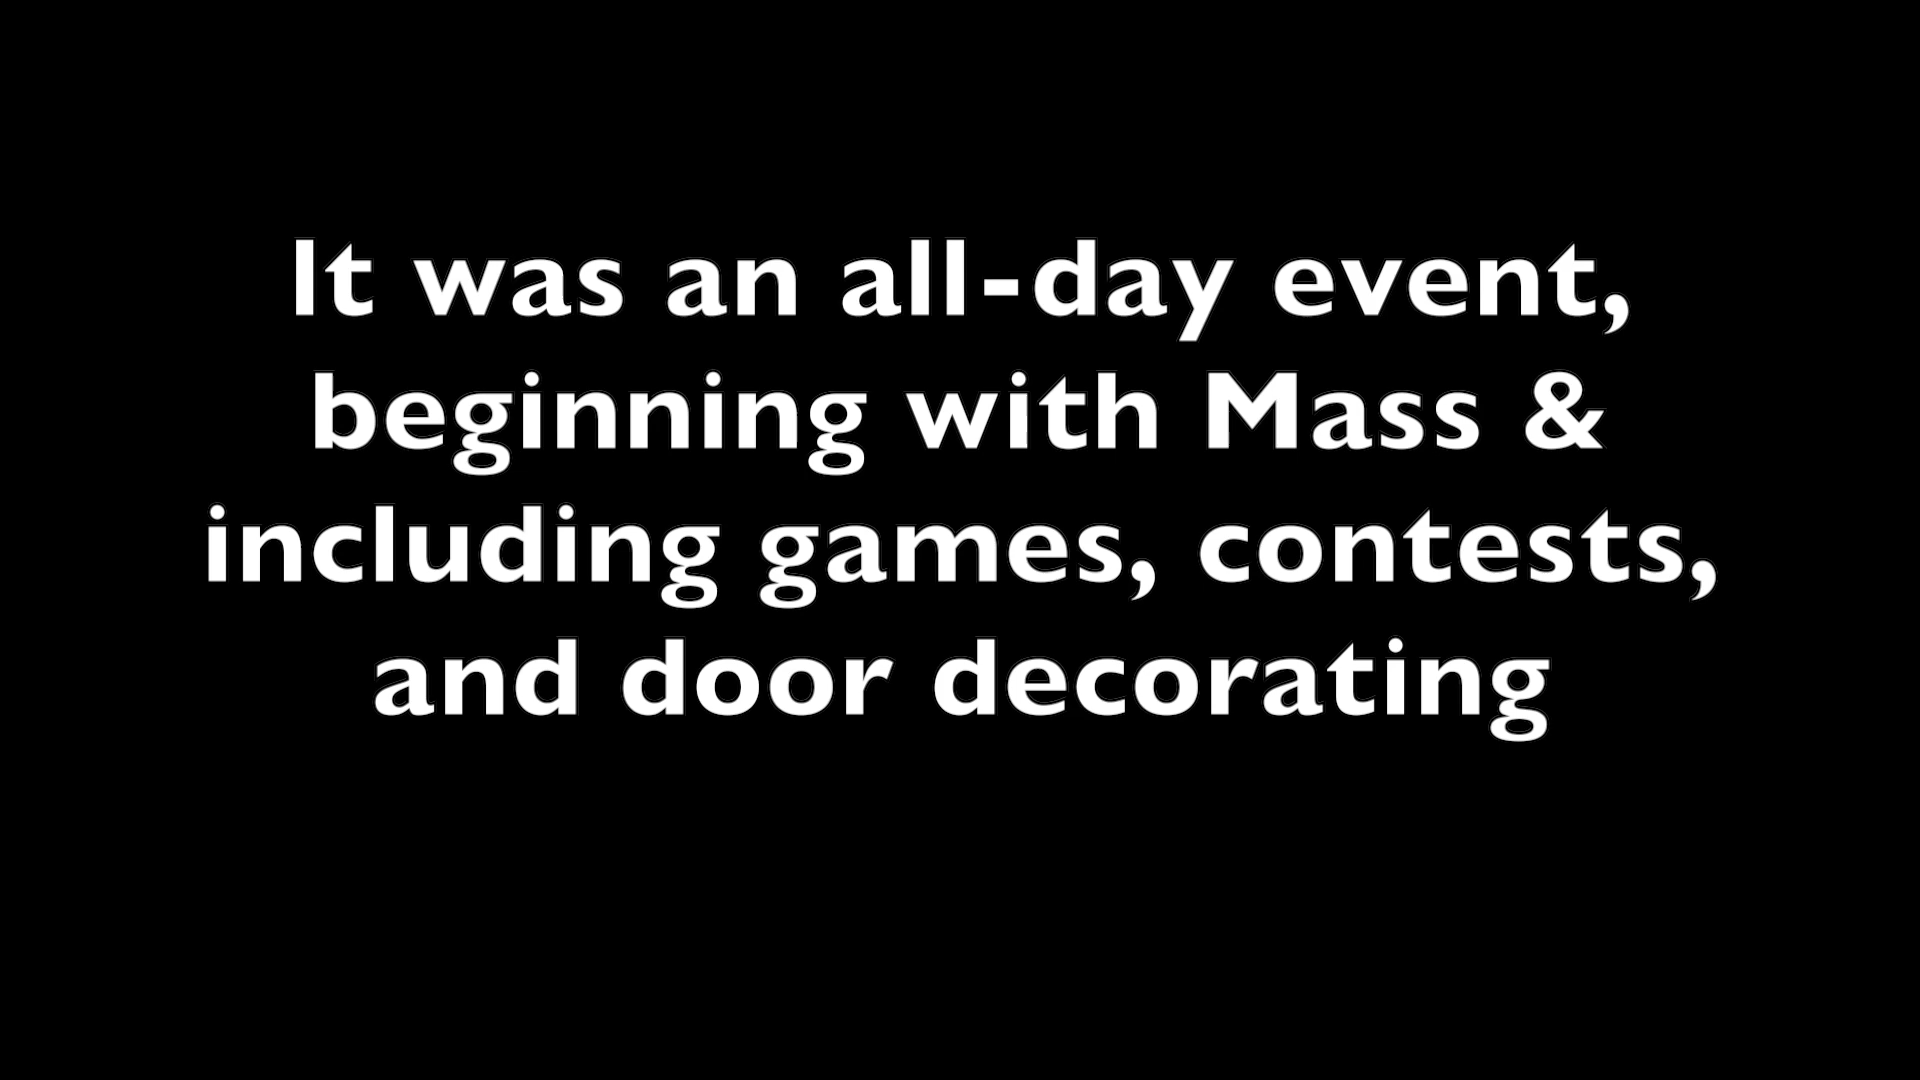 It was an all-day event,
beginning with Mass &
including games, contests,
and door decorating